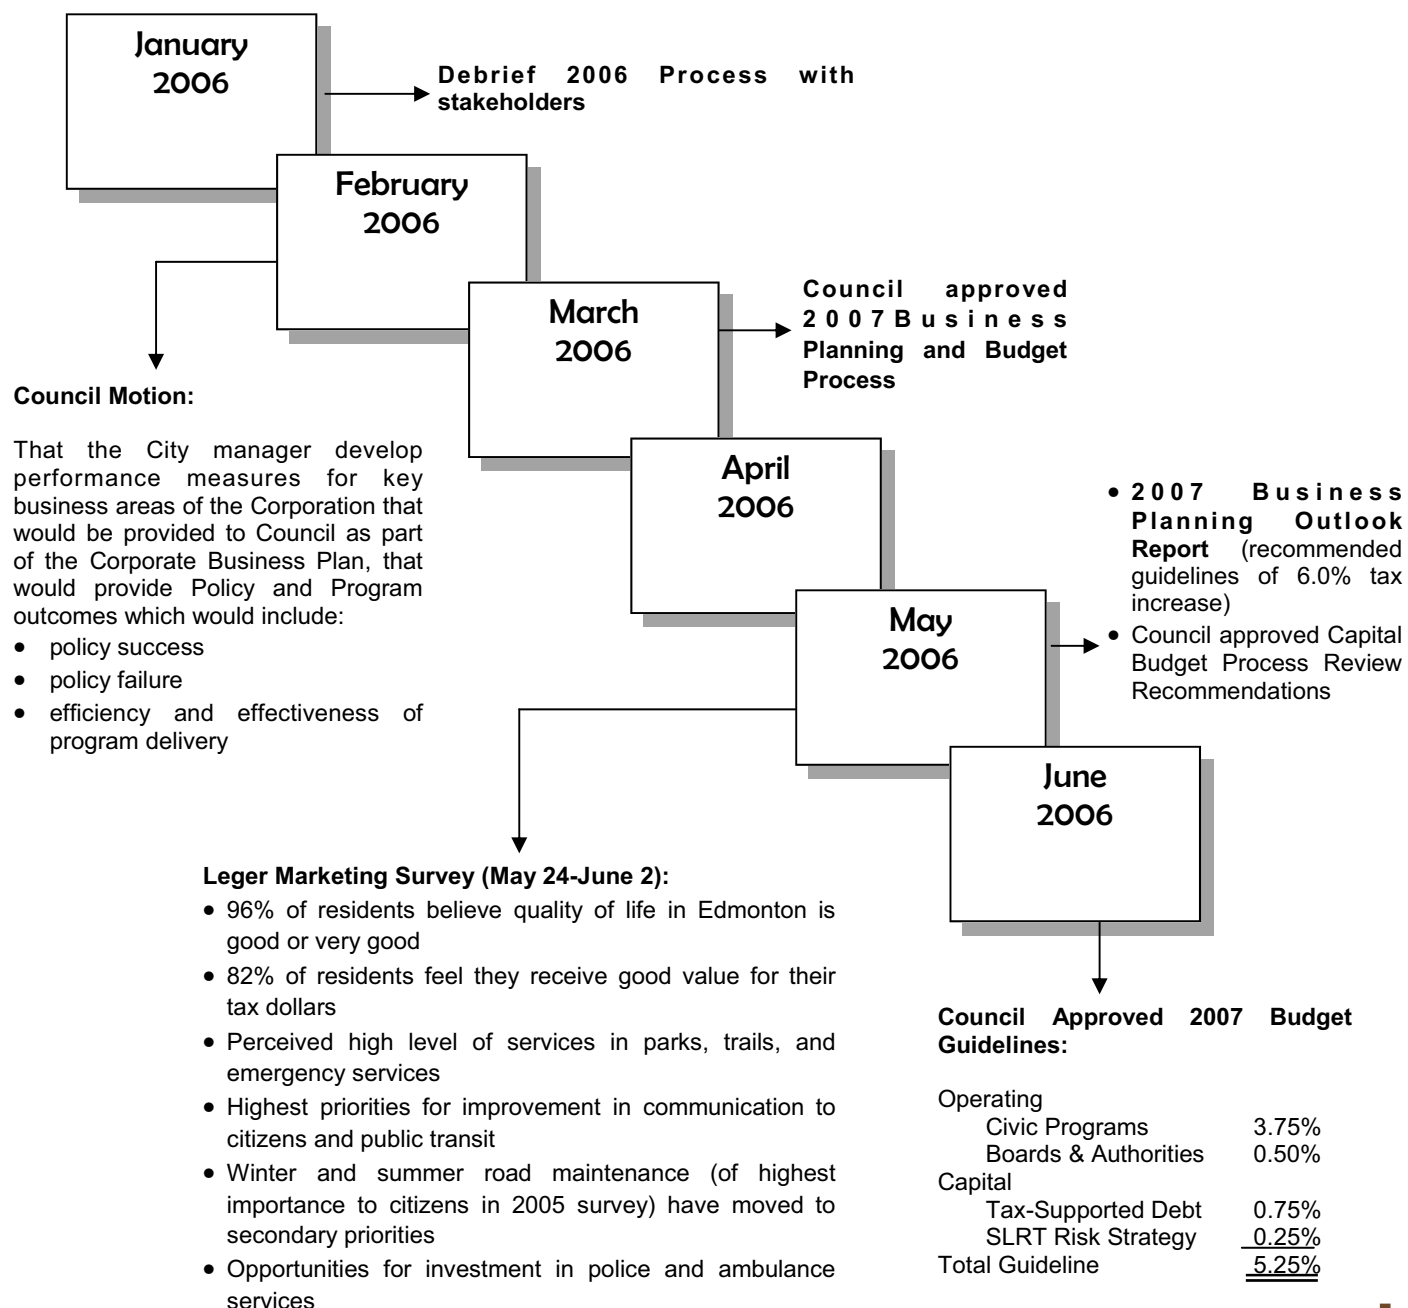 January
2006
Debrief 2006 Process with
stakeholders
February
2006
March
2006
Council approved
2007Business
Planning and Budget
Process
Council Motion:
That the City manager develop
performance measures for key
business areas of the Corporation that
would be provided to Council as part
of the Corporate Business Plan, that
would provide Policy and Program
outcomes which would include:
• policy success
• policy failure
• efficiency and effectiveness of
program delivery
April
2006
• 2007 Business
Planning Outlook
Report (recommended
guidelines of 6.0% tax
increase)
• Council approved Capital
Budget Process Review
Recommendations
May
2006
June
2006
Leger Marketing Survey (May 24-June 2):
• 96% of residents believe quality of life in Edmonton is
good or very good
• 82% of residents feel they receive good value for their
tax dollars
• Perceived high level of services in parks, trails, and
emergency services
• Highest priorities for improvement in communication to
citizens and public transit
• Winter and summer road maintenance (of highest
importance to citizens in 2005 survey) have moved to
secondary priorities
• Opportunities for investment in police and ambulance
services
Council Approved 2007 Budget
Guidelines:
Operating
Civic Programs 3.75%
Boards & Authorities 0.50%
Capital
Tax-Supported Debt 0.75%
SLRT Risk Strategy 0.25%
Total Guideline 5.25%